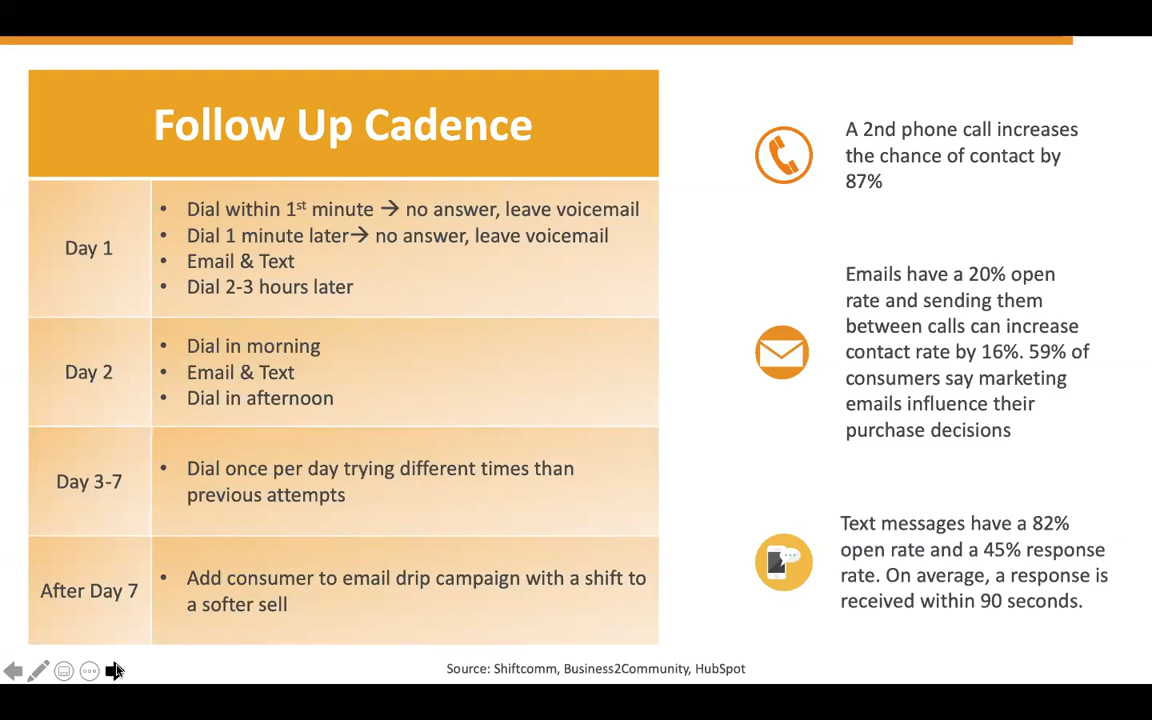 Follow Up Cadence
Day 1
• Dial within 1st minute → no answer, leave voicemail
• Dial 1 minute later→ no answer, leave voicemail
• Email & Text
• Dial 2-3 hours later
Day 2
• Dial in morning
• Email & Text
• Dial in afternoon
Day 3-7
• Dial once per day trying different times than
previous attempts
After Day 7
• Add consumer to email drip campaign with a shift to
a softer sell
A 2nd phone call increases
the chance of contact by
87%
Emails have a 20% open
rate and sending them
between calls can increase
contact rate by 16%. 59% of
consumers say marketing
emails influence their
purchase decisions
Text messages have a 82%
open rate and a 45% response
rate. On average, a response is
received within 90 seconds.
Source: Shiftcomm, Business2Community, HubSpot